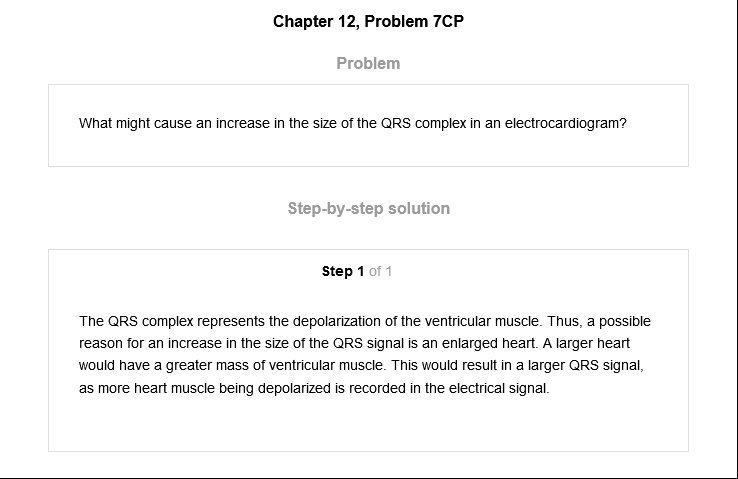 Chapter 12, Problem 7CP
Problem
What might cause an increase in the size of the QRS complex in an electrocardiogram?
Step-by-step solution
Step 1 of 1
The QRS complex represents the depolarization of the ventricular muscle. Thus, a possible
reason for an increase in the size of the QRS signal is an enlarged heart. A larger heart
would have a greater mass of ventricular muscle. This would result in a larger QRS signal,
as more heart muscle being depolarized is recorded in the electrical signal.